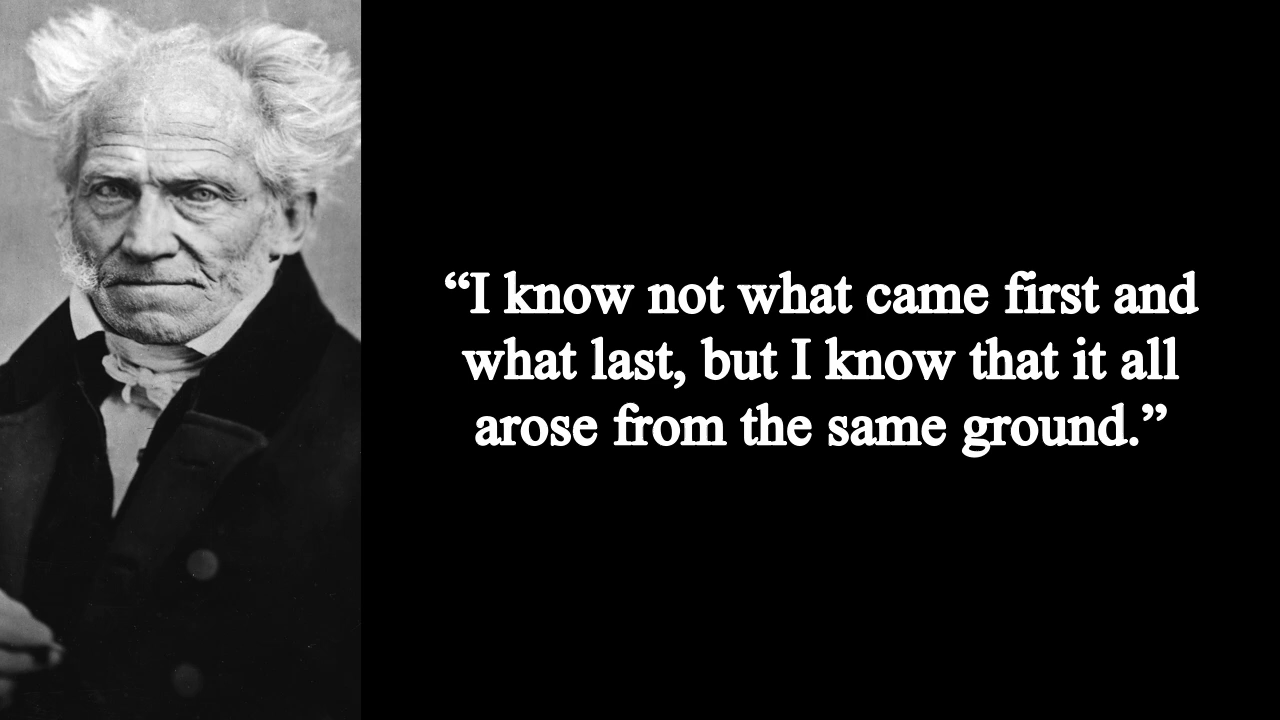 “I know not what came first and
what last, but I know that it all
arose from the same ground.”